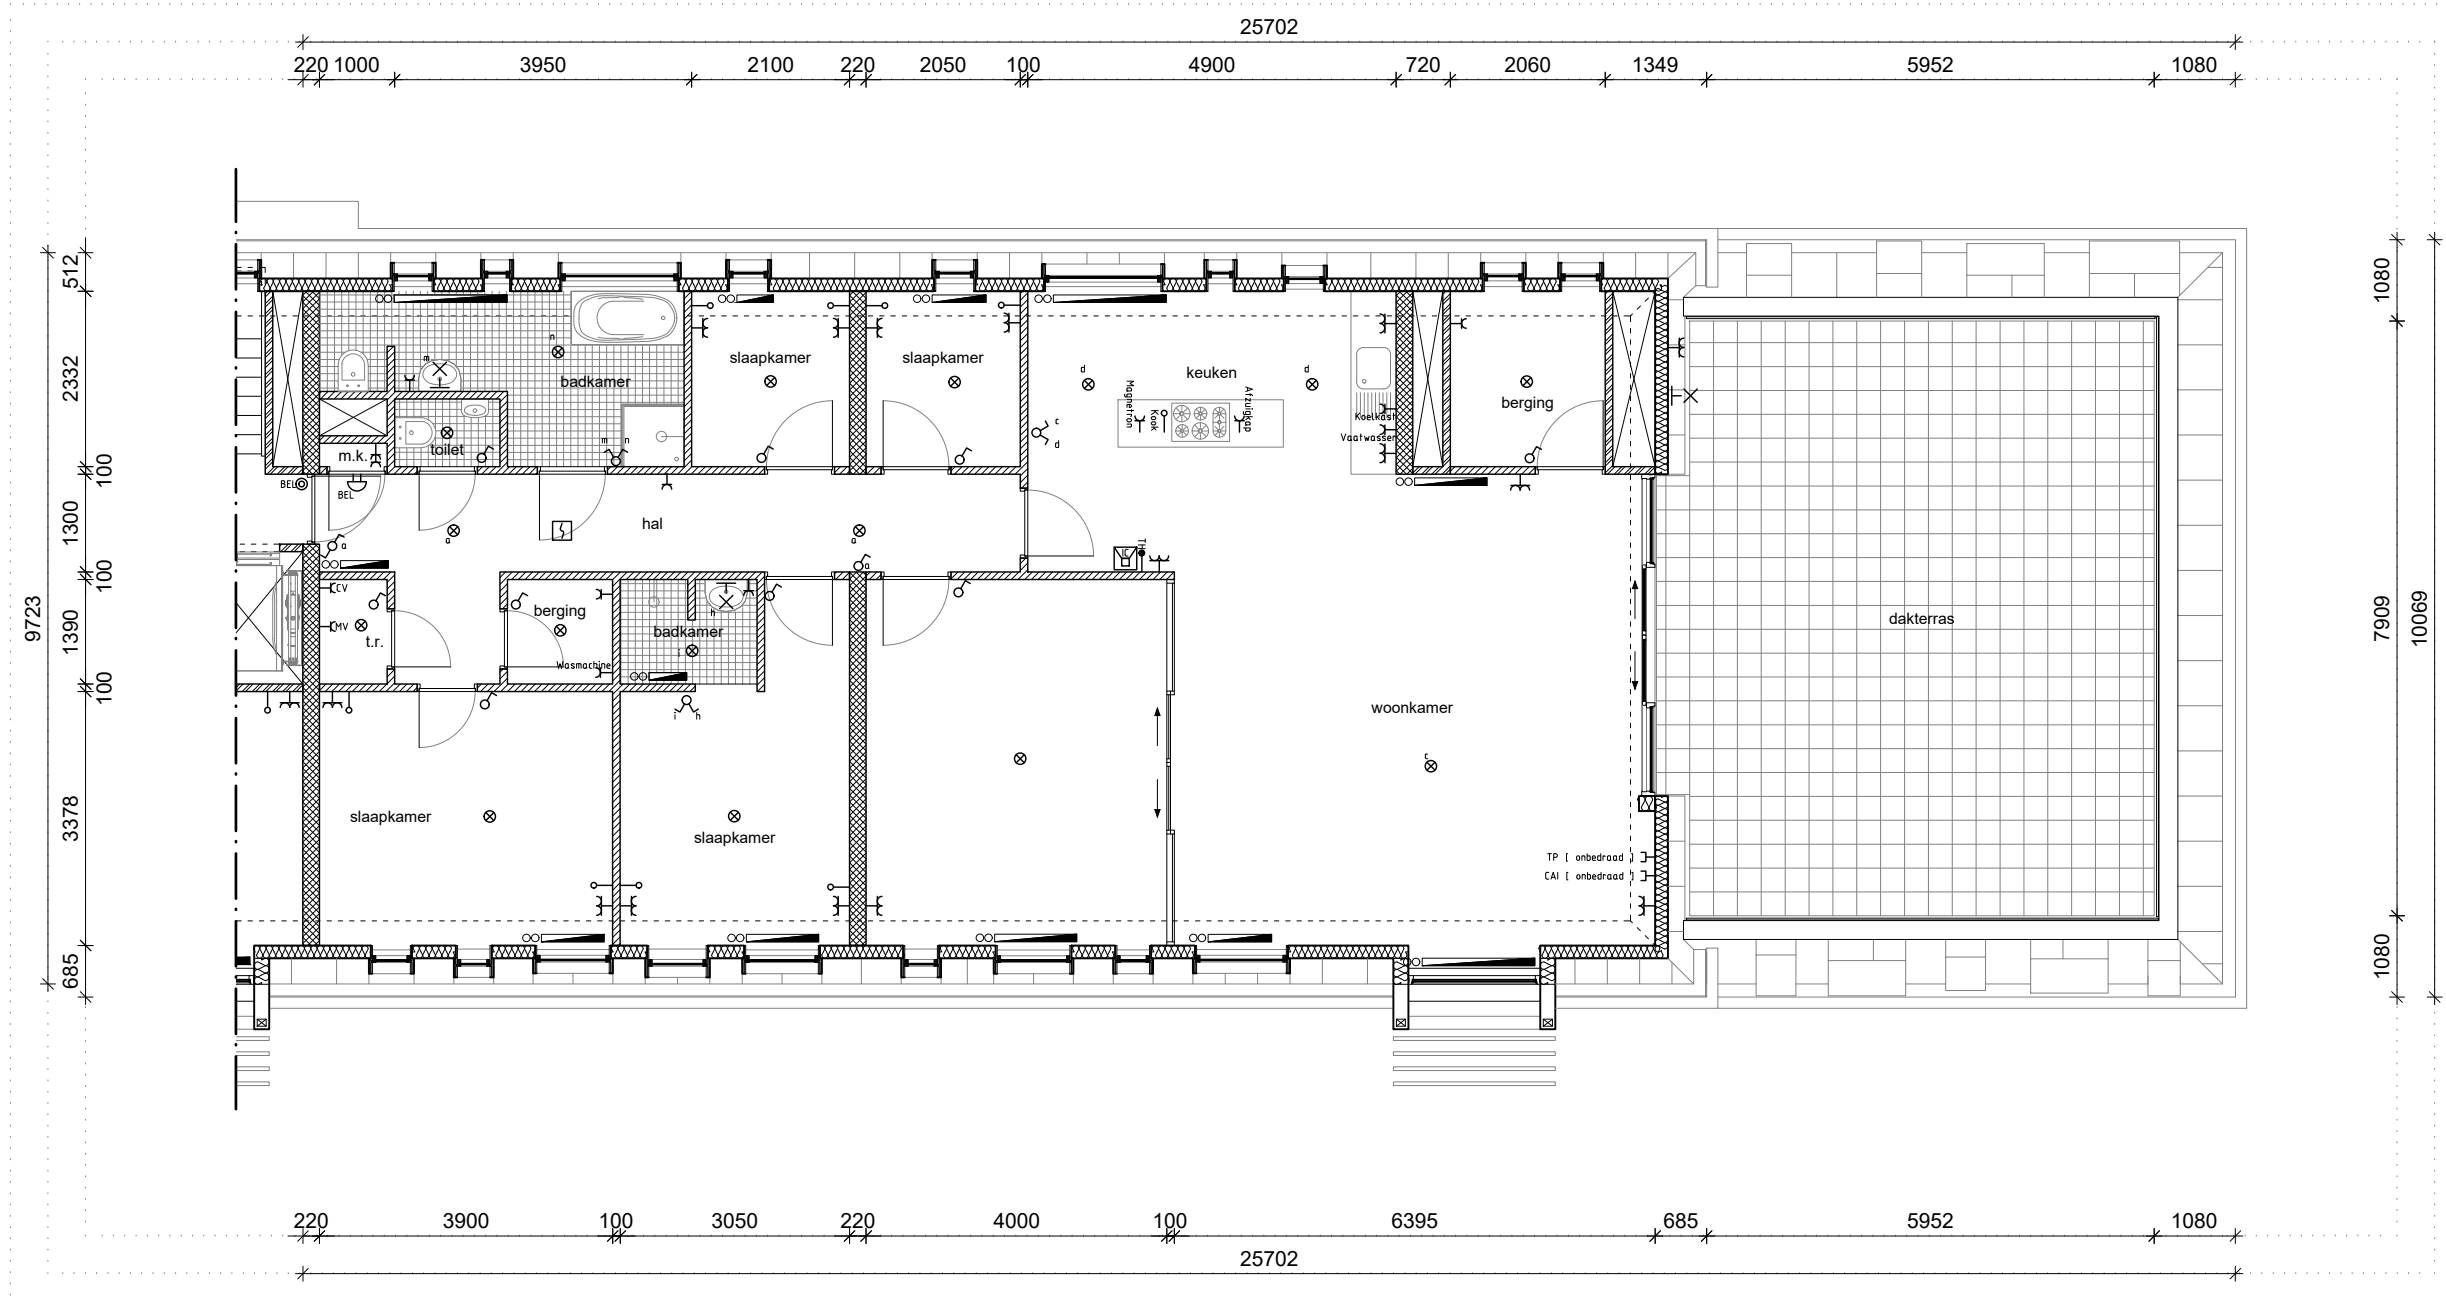 25702
220 1000 3950 2100 220 2050 100 4900 720 2060 1349 5952 1080
512
2332
100
1300
100
1390
100
3378
685
9723
1080
7909
1080
10069
n
m
badkamer
slaapkamer
slaapkamer
d
keuken
d
Magnetron
Kook
Afzuigkap
Koelkast
Vaatwasser
berging
c
d
toilet
m n
m.k.
BEL
BEL
hal
a
a
a
a
IC
TH
CV
MV
t.r.
berging
Wasmachine
h
badkamer
i
i h
dakterras
woonkamer
c
slaapkamer
slaapkamer
TP [ onbedraad ]
CAI [ onbedraad ]
220 3900 100 3050 220 4000 100 6395 685 5952 1080
25702